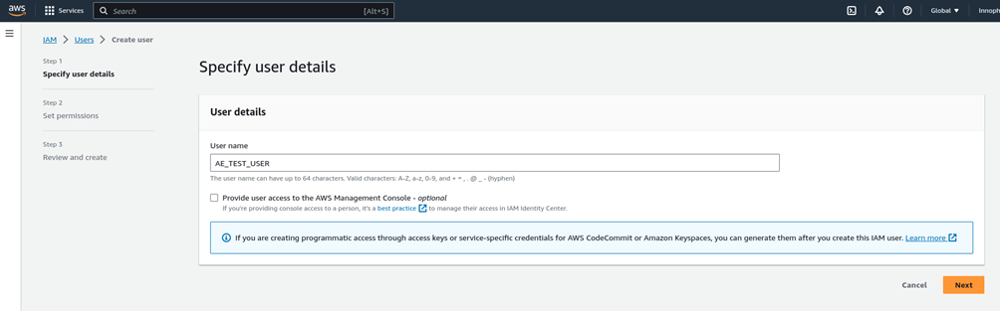 aws Services Search [Alt+S] Global Innoph
IAM > Users > Create user
Step 1
Specify user details
Step 2
Set permissions
Step 3
Review and create
Specify user details
User details
User name
AE_TEST_USER
The user name can have up to 64 characters. Valid characters: A-Z, a-z, 0-9, and + = , . @ _ - (hyphen)
Provide user access to the AWS Management Console - optional
If you're providing console access to a person, it's a best practice to manage their access in IAM Identity Center.
If you are creating programmatic access through access keys or service-specific credentials for AWS CodeCommit or Amazon Keyspaces, you can generate them after you create this IAM user. Learn more
Cancel Next